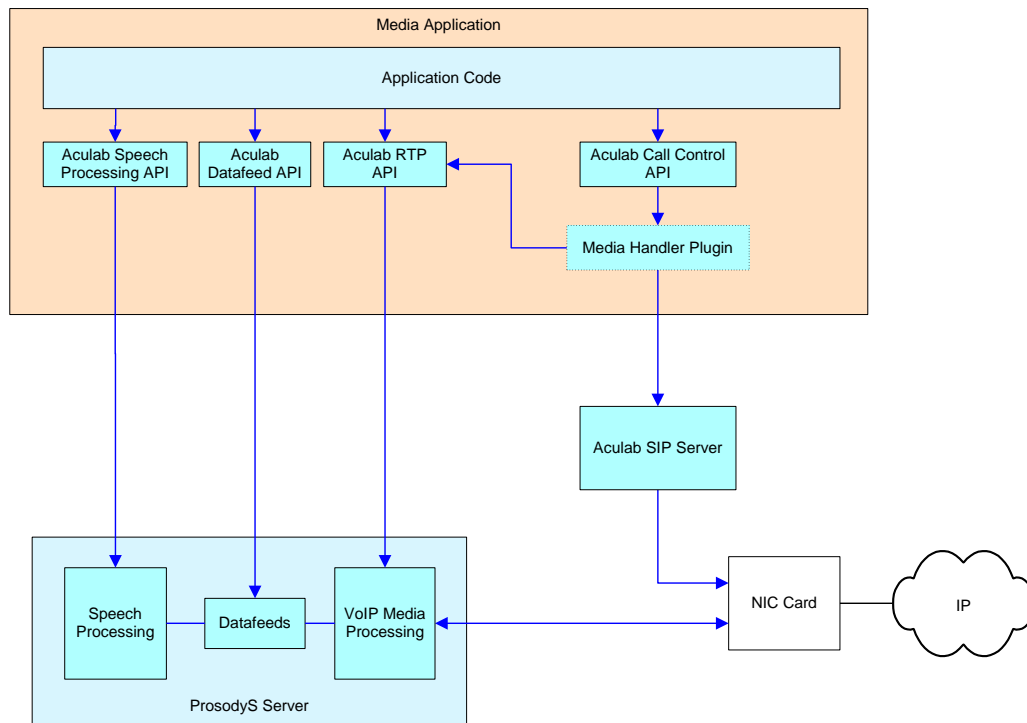 Media Application
Application Code
Aculab Speech
Processing API
Aculab
Datafeed API
Aculab RTP
API
Aculab Call Control
API
Media Handler Plugin
Aculab SIP Server
Speech
Processing
Datafeeds
VoIP Media
Processing
NIC Card
IP
ProsodyS Server